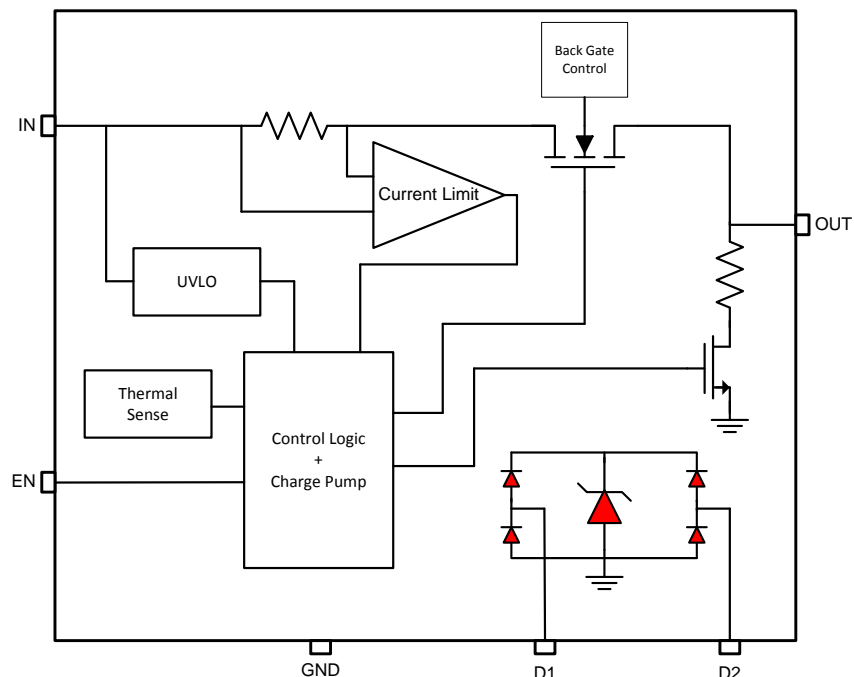 Back Gate
Control
IN
Current Limit
OUT
UVLO
Thermal
Sense
Control Logic
+
Charge Pump
EN
GND
D1
D2